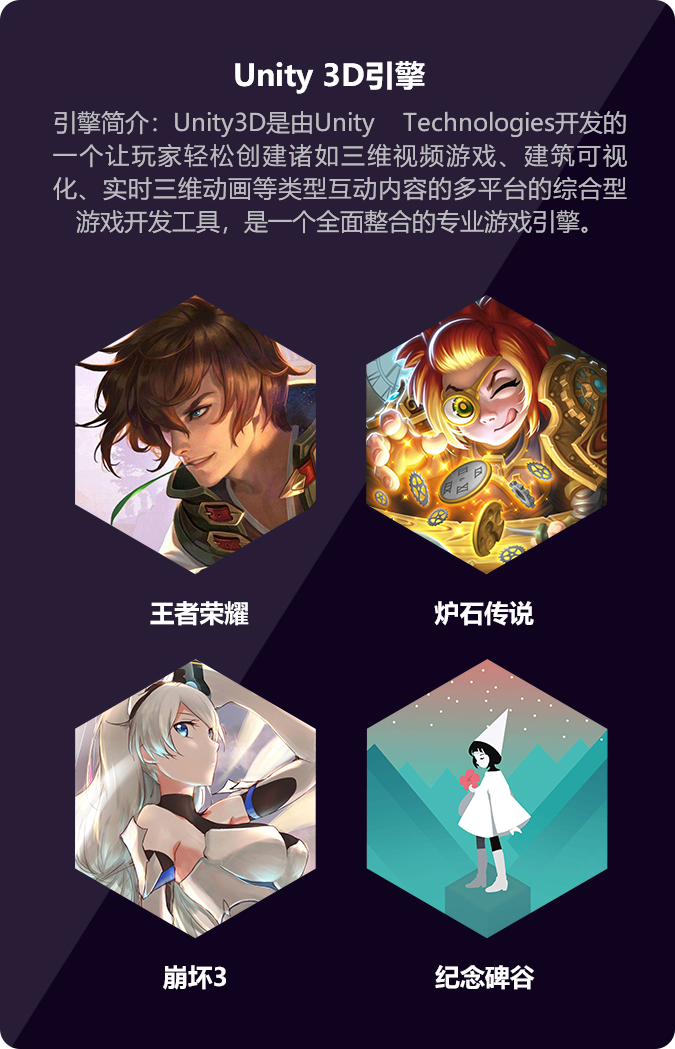 Unity 3D引擎
引擎简介：Unity3D是由Unity Technologies开发的
一个让玩家轻松创建诸如三维视频游戏、建筑可视
化、实时三维动画等类型互动内容的多平台的综合型
游戏开发工具，是一个全面整合的专业游戏引擎。
王者荣耀
炉石传说
崩坏3
纪念碑谷